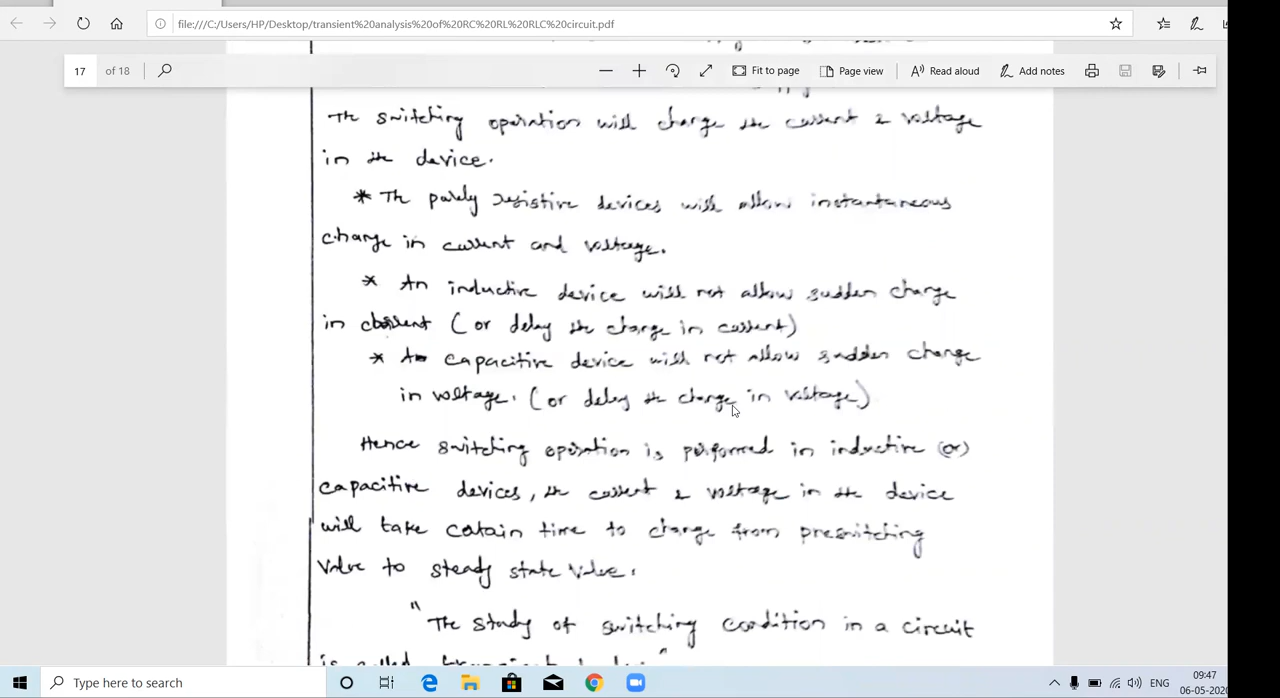 file:///C:/Users/HP/Desktop/transient%20analysis%20of%20RC%20RL%20RLC%20circuit.pdf
17 of 18 Fit to page Page view Read aloud Add notes
The switching operation will change the current & voltage
in the device.
* The purely resistive devices will allow instantaneous
change in current and voltage.
* An inductive device will not allow sudden change
in current (or delay the change in current)
* A capacitive device will not allow sudden change
in voltage. (or delay the change in voltage)
Hence switching operation is performed in inductive (or)
capacitive devices, the current & voltage in the device
will take certain time to change from preswitching
value to steady state value.
"The study of switching condition in a circuit
is called transient
Type here to search
ENG
09:47
06-05-2020